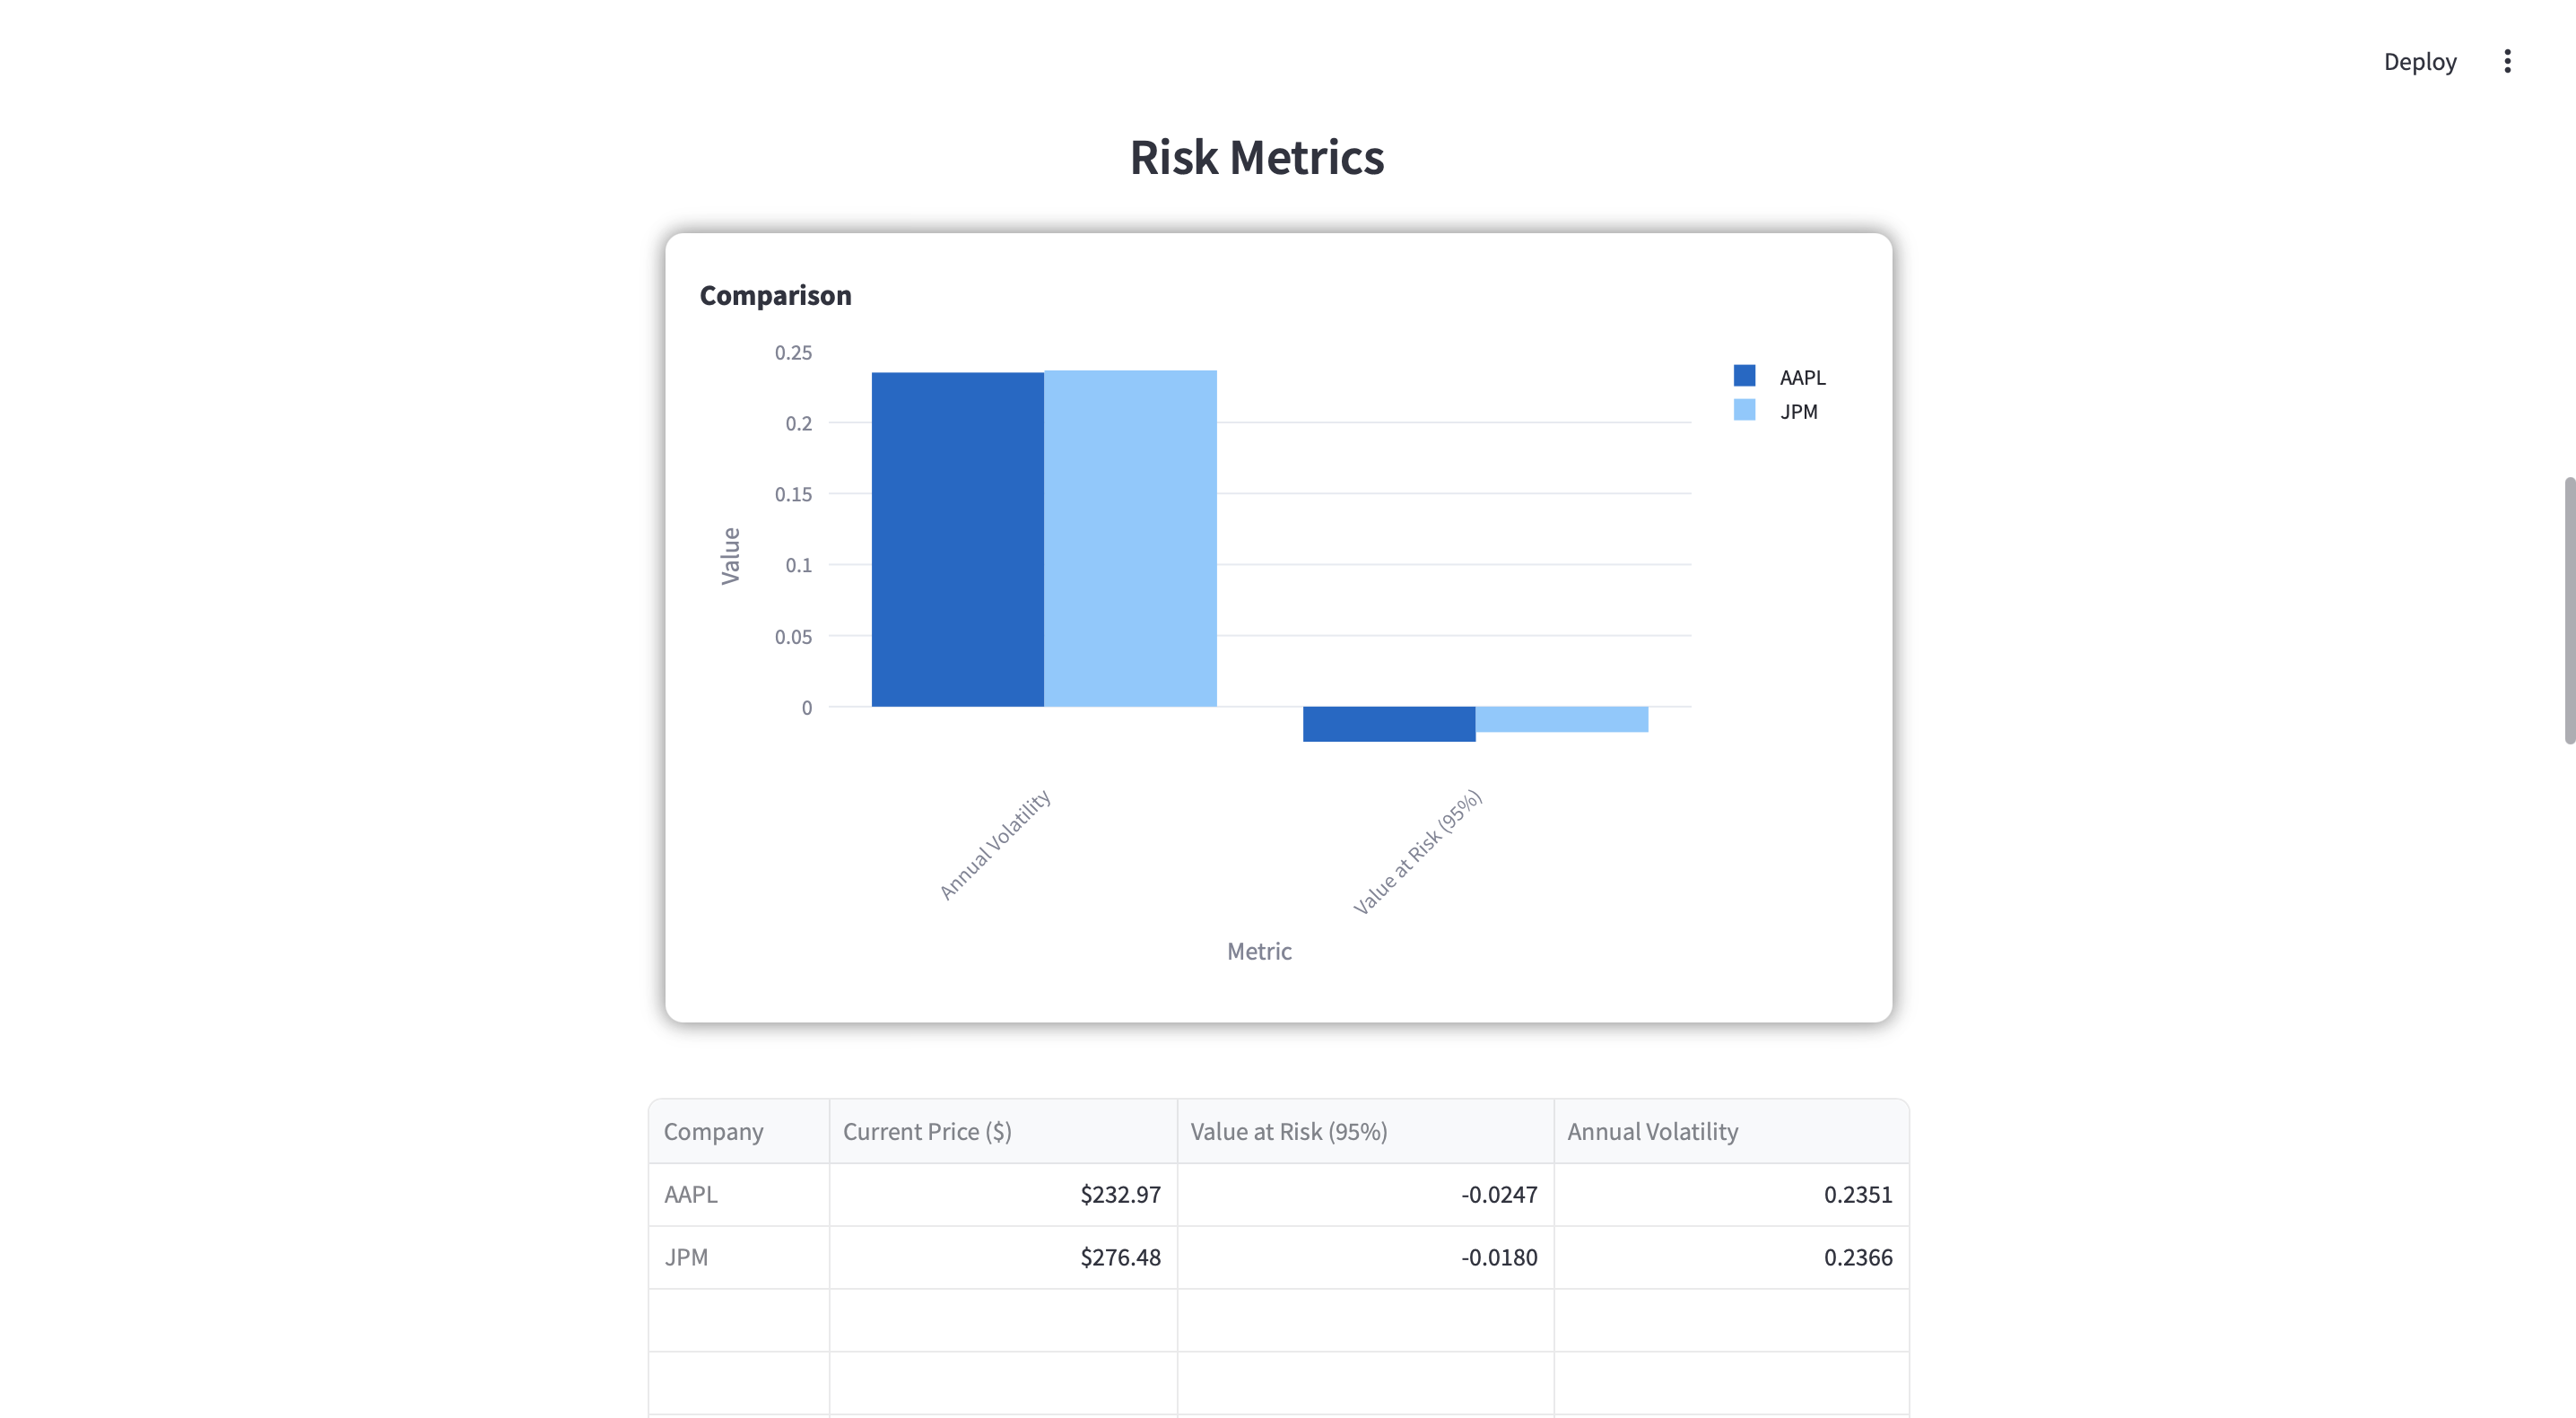 Deploy
Risk Metrics
Comparison
0.25
0.2
0.15
0.1
0.05
0
Value
AAPL
JPM
Annual Volatility
Value at Risk (95%)
Metric
Company Current Price ($) Value at Risk (95%) Annual Volatility
AAPL $232.97 -0.0247 0.2351
JPM $276.48 -0.0180 0.2366